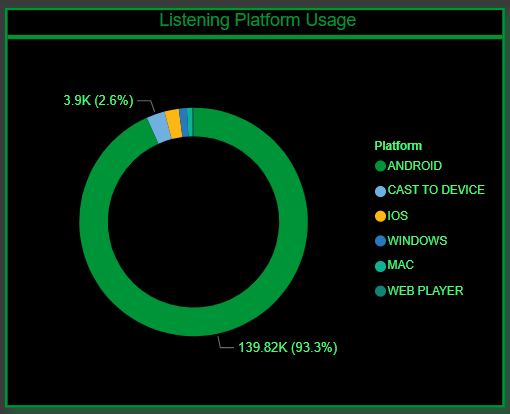 Listening Platform Usage
3.9K (2.6%)
Platform
ANDROID
CAST TO DEVICE
IOS
WINDOWS
MAC
WEB PLAYER
139.82K (93.3%)